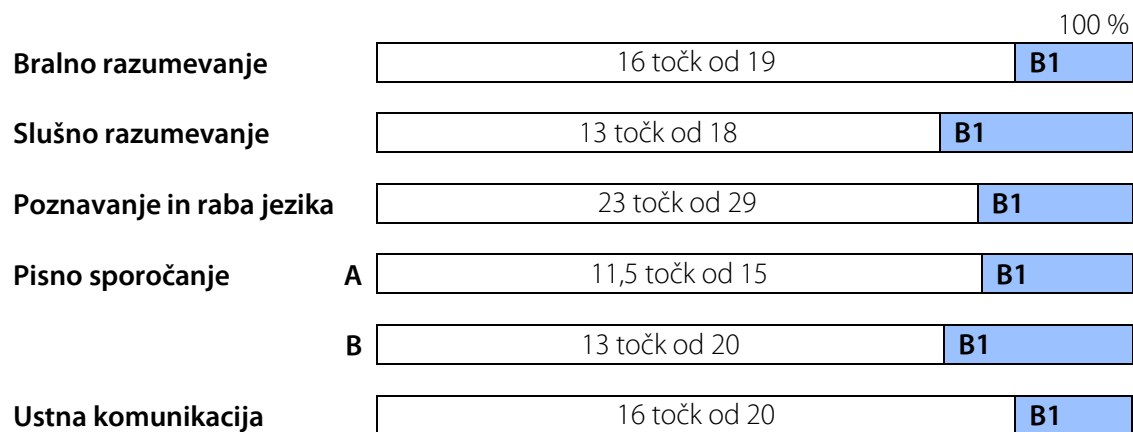 100 %
Bralno razumevanje 16 točk od 19 B1
Slušno razumevanje 13 točk od 18 B1
Poznavanje in raba jezika 23 točk od 29 B1
Pisno sporočanje A 11,5 točk od 15 B1
B 13 točk od 20 B1
Ustna komunikacija 16 točk od 20 B1